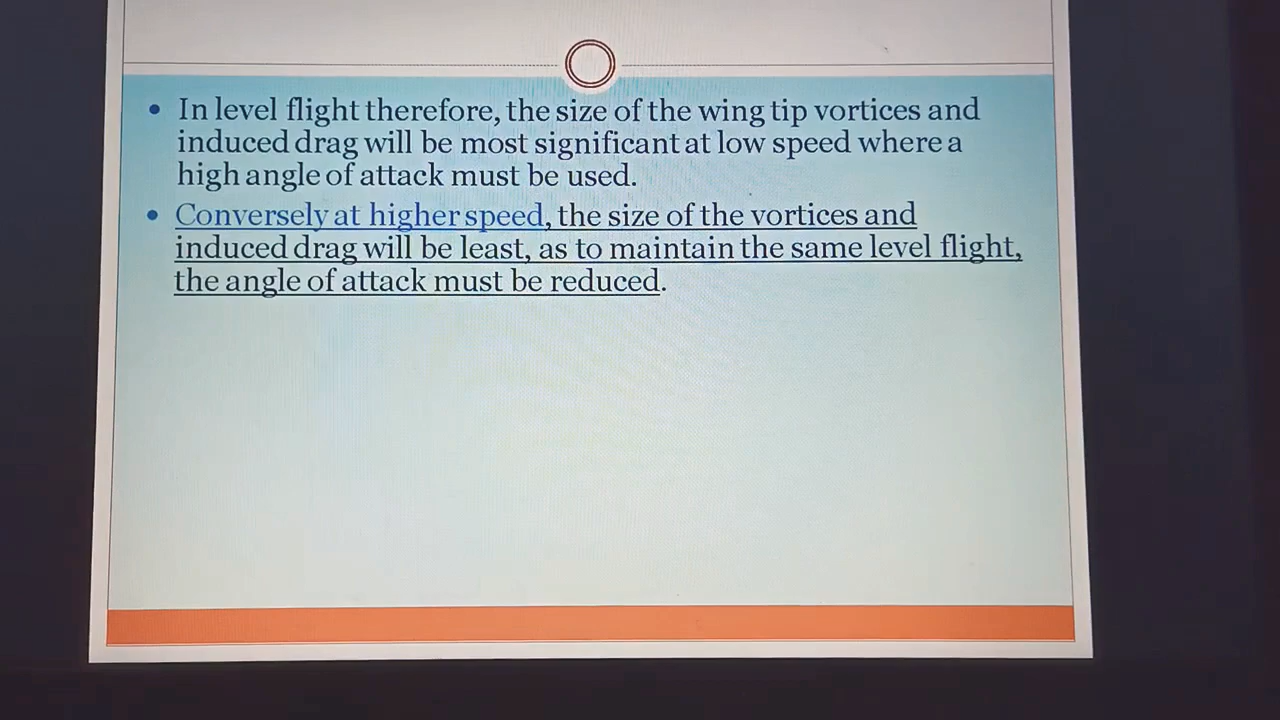 In level flight therefore, the size of the wing tip vortices and
induced drag will be most significant at low speed where a
high angle of attack must be used.
Conversely at higher speed, the size of the vortices and
induced drag will be least, as to maintain the same level flight,
the angle of attack must be reduced.